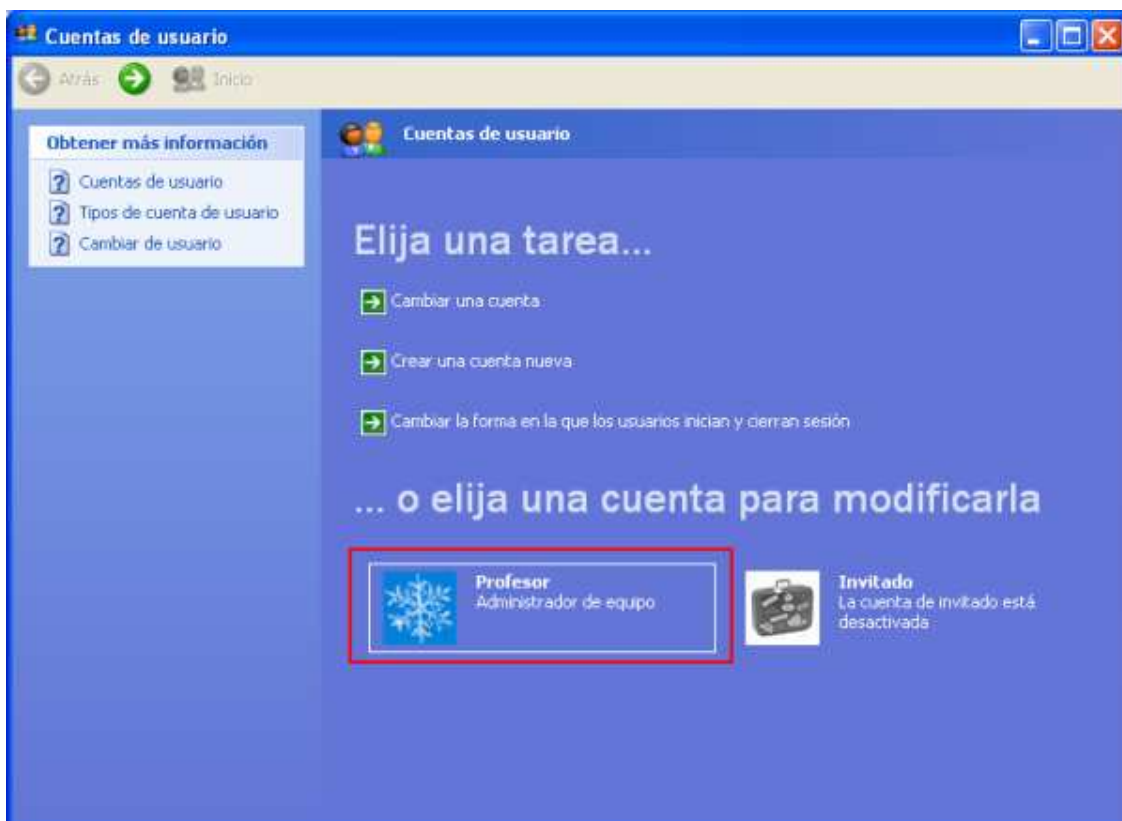 Cuentas de usuario
Atrás
Inicio
Obtener más información
Cuentas de usuario
Tipos de cuenta de usuario
Cambiar de usuario
Cuentas de usuario
Elija una tarea...
Cambiar una cuenta
Crear una cuenta nueva
Cambiar la forma en la que los usuarios inician y cierran sesión
... o elija una cuenta para modificarla
Profesor
Administrador de equipo
Invitado
La cuenta de invitado está
desactivada